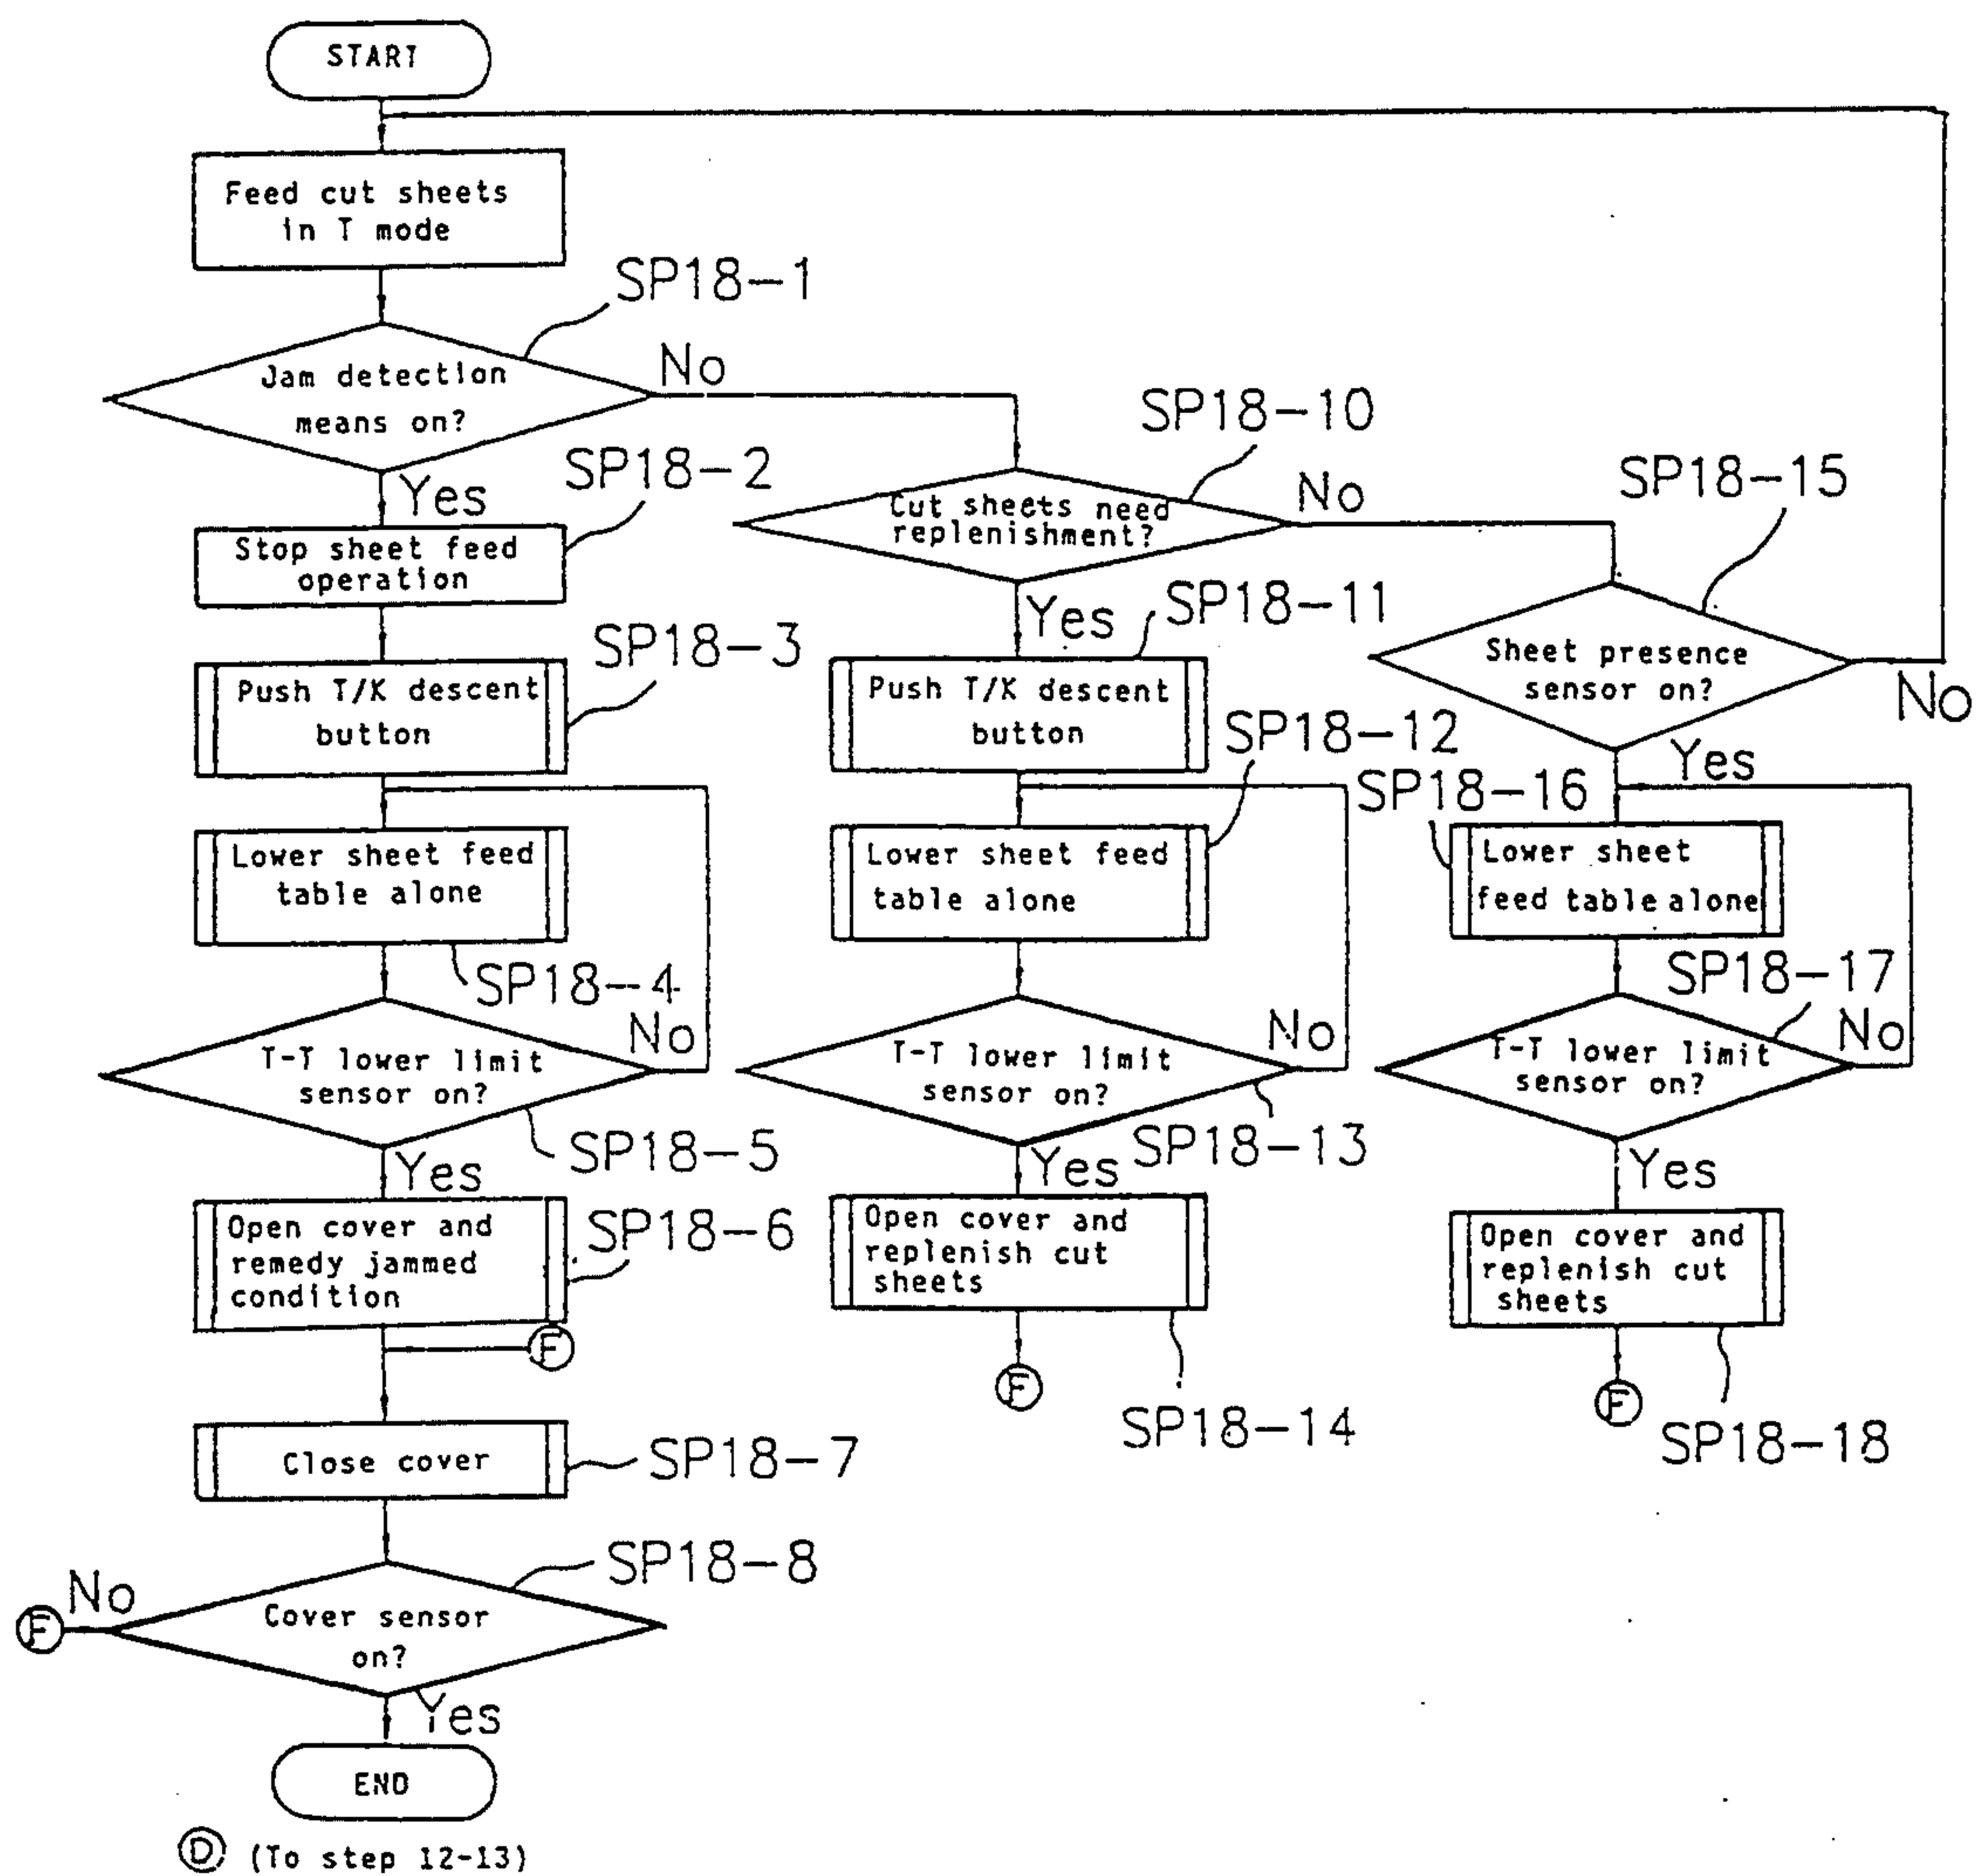 START
Feed cut sheets
in T mode
SP18-1
Jam detection
means on?
No
Yes
SP18-2
Stop sheet feed
operation
SP18-3
Push T/K descent
button
Lower sheet feed
table alone
SP18-4
T-T lower limit
sensor on?
No
SP18-5
Yes
Open cover and
remedy jammed
condition
SP18-6
F
Close cover
SP18-7
SP18-8
Cover sensor
on?
No
F
Yes
END
D (To step 12-13)
SP18-10
Cut sheets need
replenishment?
No
Yes
SP18-11
Push T/K descent
button
SP18-12
Lower sheet feed
table alone
T-T lower limit
sensor on?
No
SP18-13
Yes
Open cover and
replenish cut
sheets
F
SP18-14
SP18-15
Sheet presence
sensor on?
No
Yes
SP18-16
Lower sheet
feed table alone
SP18-17
T-T lower limit
sensor on?
No
Yes
Open cover and
replenish cut
sheets
F
SP18-18